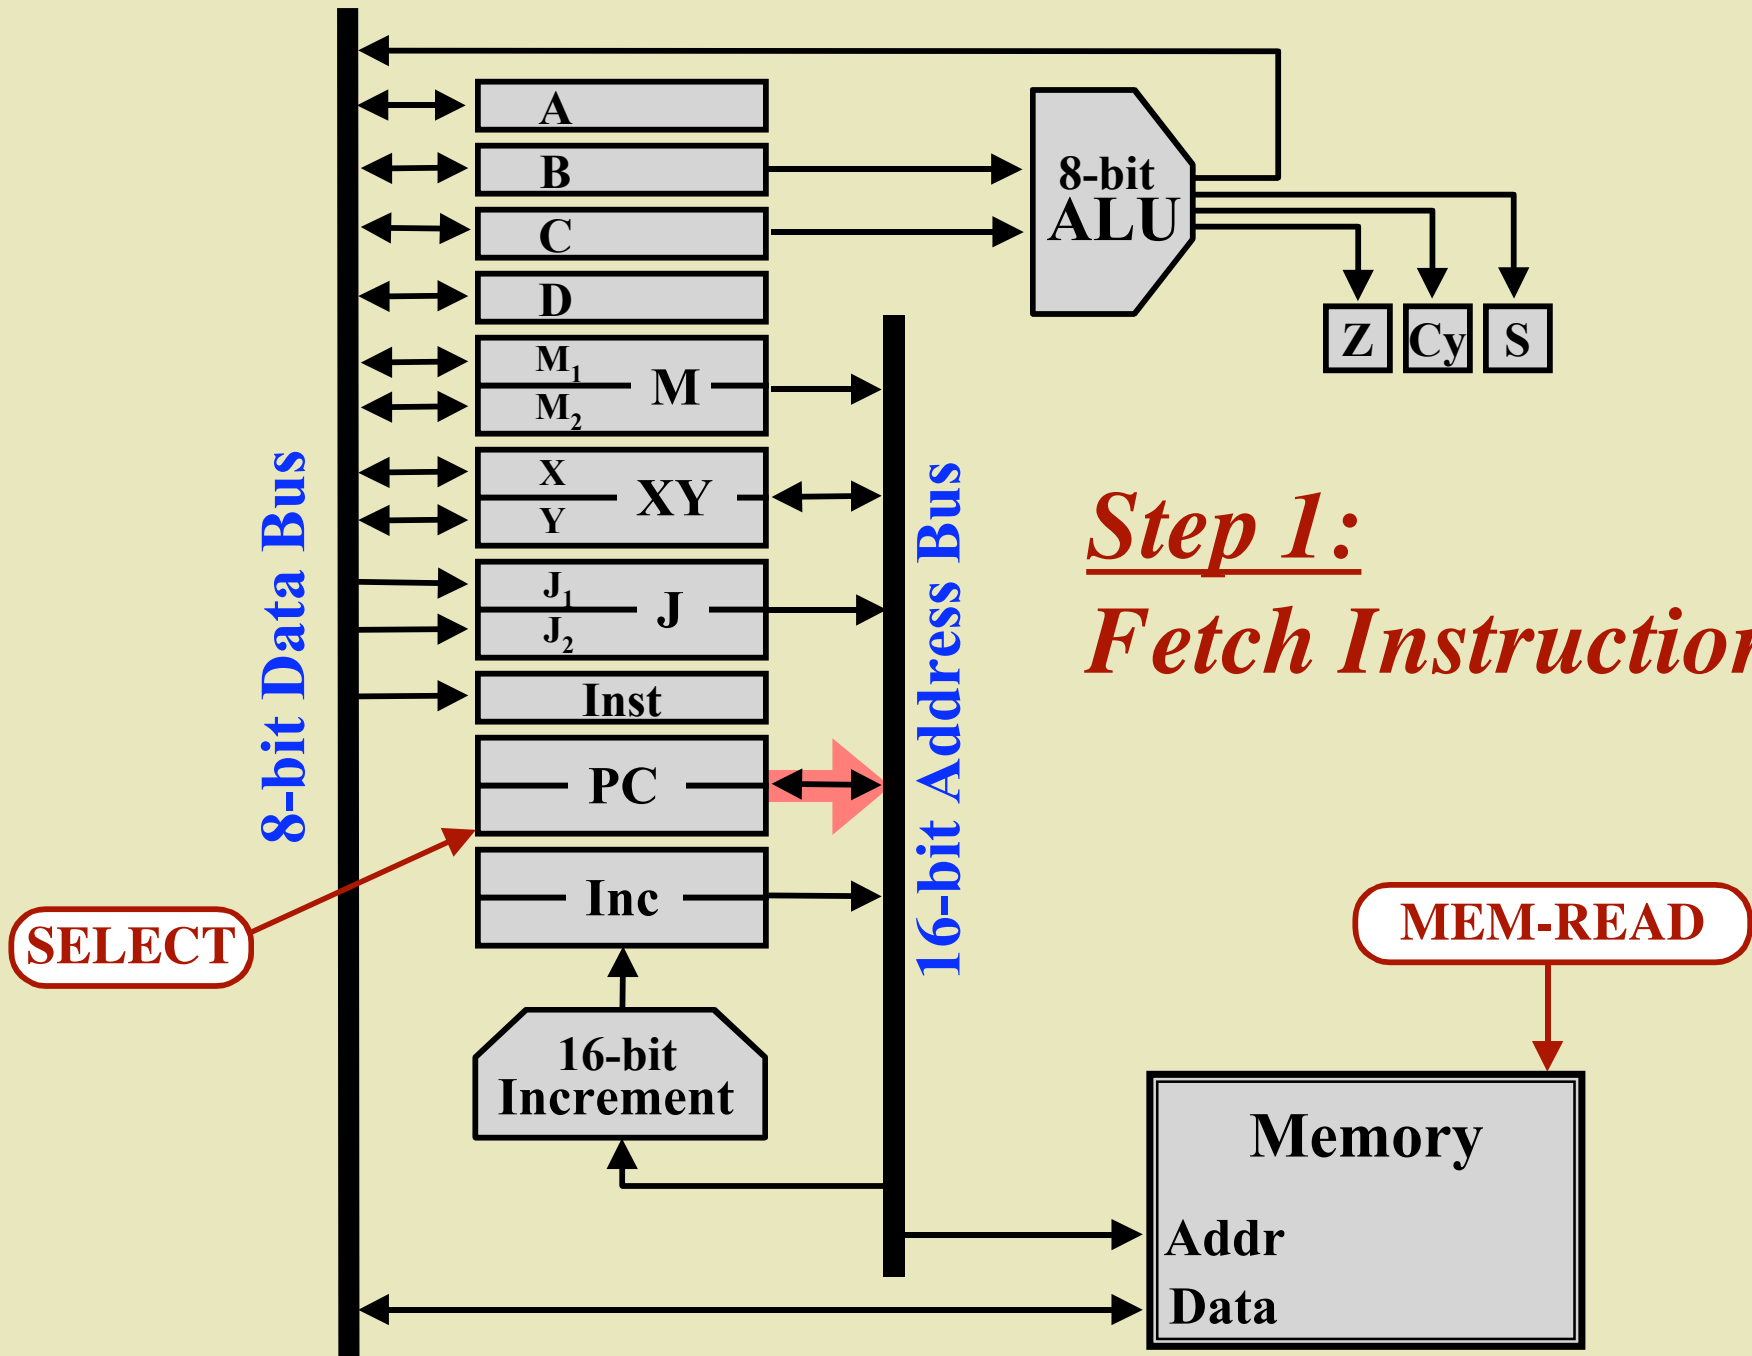 A
B
C
D
M1
M2
M
X
Y
XY
J1
J2
J
Inst
PC
Inc
16-bit
Increment
8-bit
ALU
Z
Cy
S
8-bit Data Bus
16-bit Address Bus
Step 1:
Fetch Instruction
SELECT
MEM-READ
Memory
Addr
Data